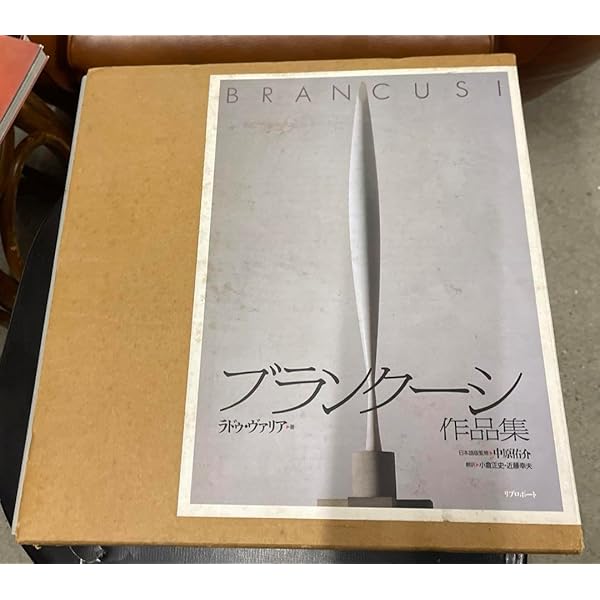 BRANCUSI
ブランクーシ
作品集
ラドゥ・ヴァリア・著
日本語版監修・中原佑介
翻訳・小倉正史・近藤幸夫
リブロポート